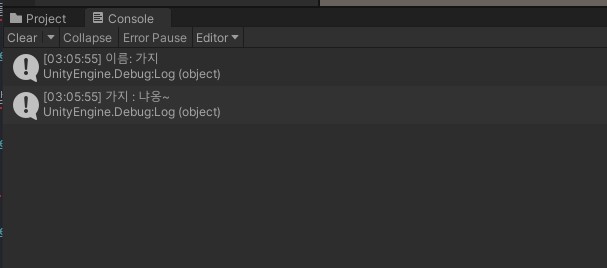 Project
Console
Clear Collapse Error Pause Editor
[03:05:55] 이름: 가지
UnityEngine.Debug:Log (object)
[03:05:55] 가지 : 냐옹~
UnityEngine.Debug:Log (object)